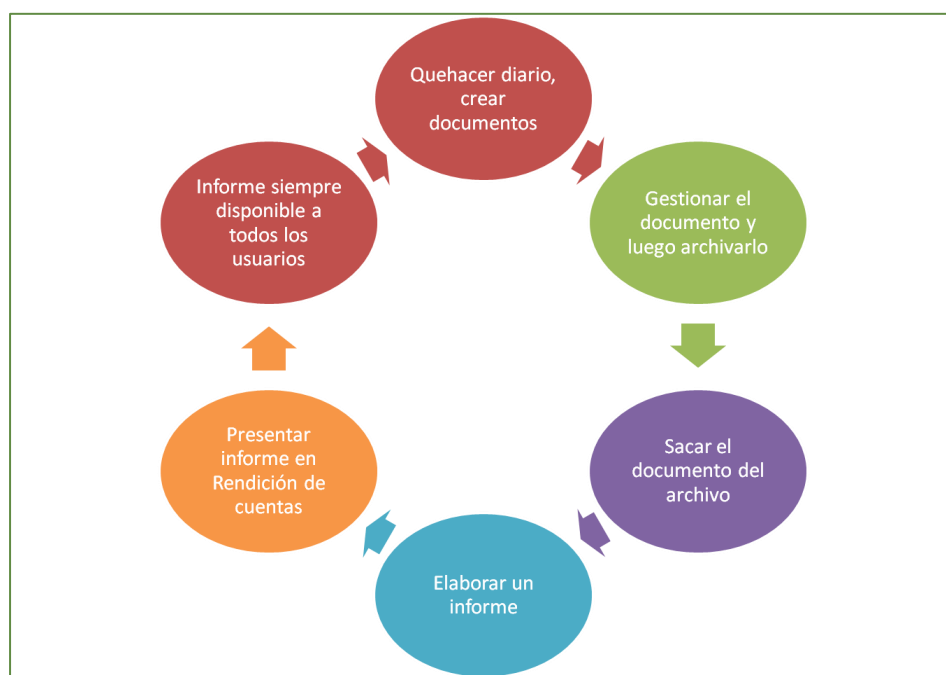 Quehacer diario,
crear
documentos
Gestionar el
documento y
luego archivarlo
Sacar el
documento del
archivo
Elaborar un
informe
Presentar
informe en
Rendición de
cuentas
Informe siempre
disponible a
todos los
usuarios